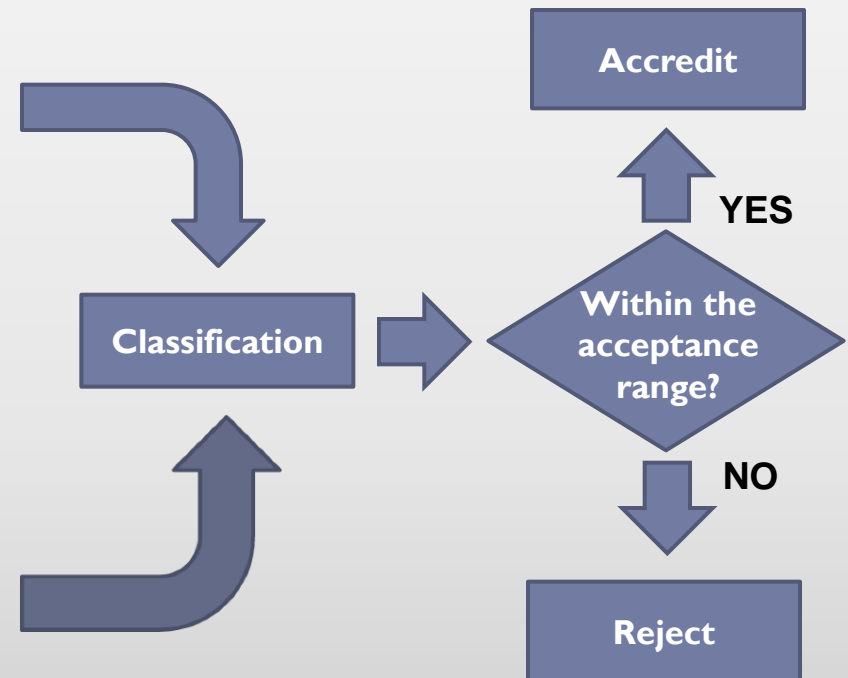 Accredit
YES
Classification
Within the
acceptance
range?
NO
Reject